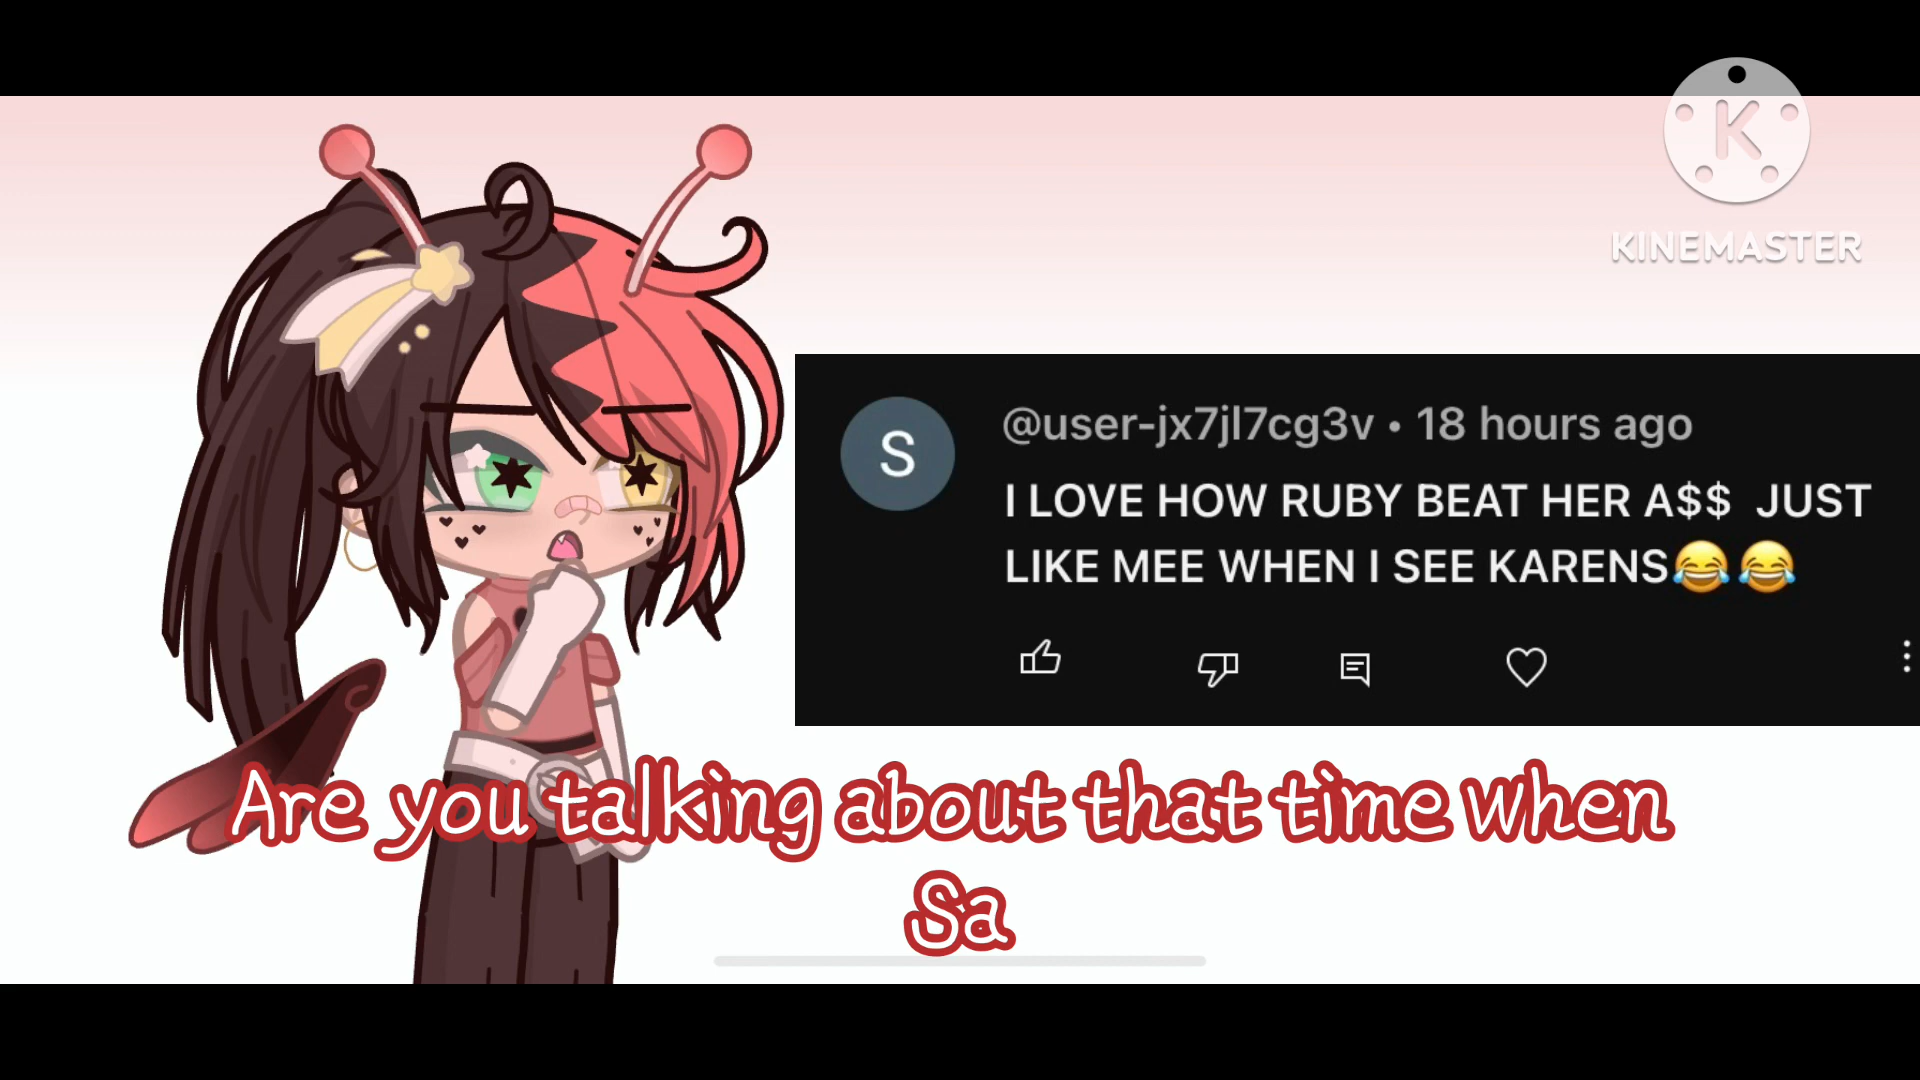 K
KINEMASTER
S
@user-jx7jl7cg3v • 18 hours ago
I LOVE HOW RUBY BEAT HER A$$ JUST
LIKE MEE WHEN I SEE KARENS😂😂
Are you talking about that time when
Sa